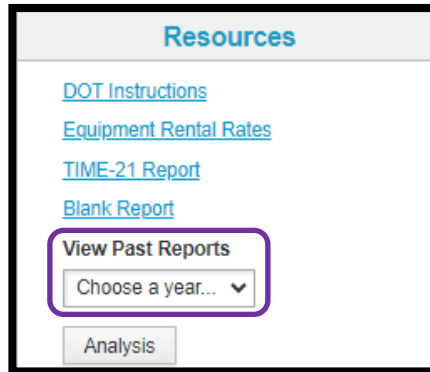 Resources
DOT Instructions
Equipment Rental Rates
TIME-21 Report
Blank Report
View Past Reports
Choose a year...
Analysis